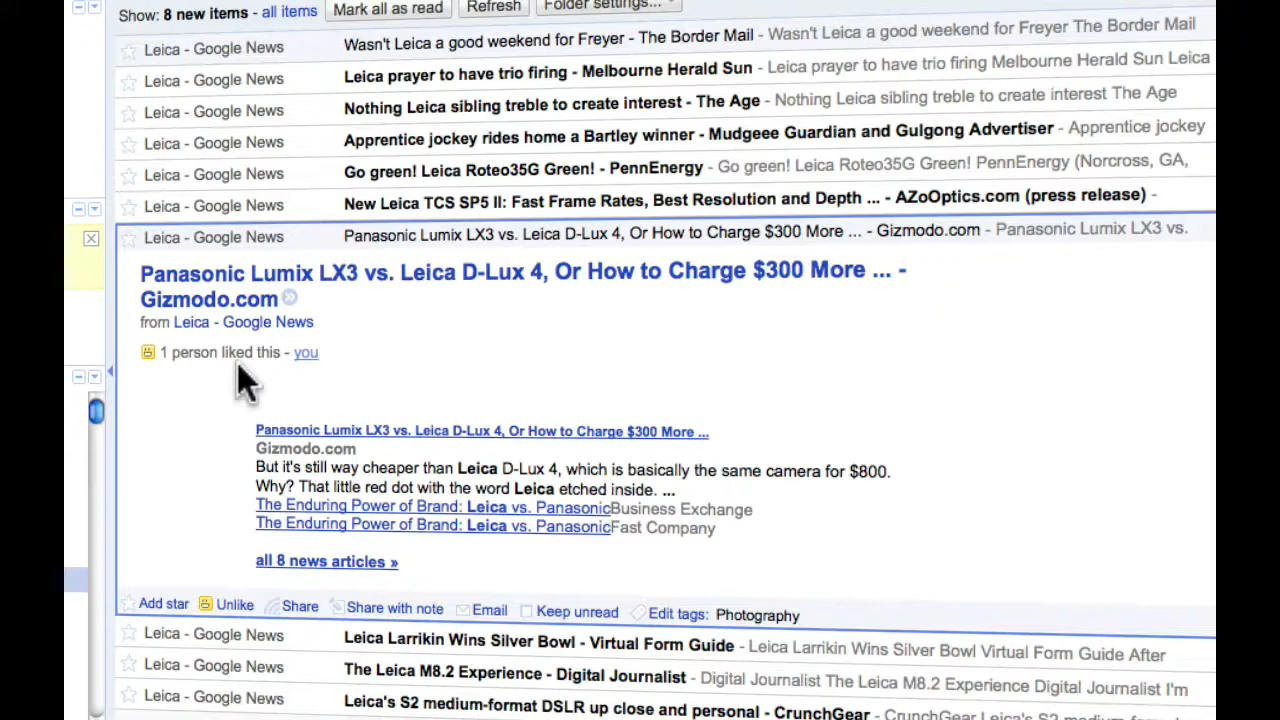 Show: 8 new items - all items Mark all as read Refresh Folder settings...
Leica - Google News Wasn't Leica a good weekend for Freyer - The Border Mail - Wasn't Leica a good weekend for Freyer The Border Mail
Leica - Google News Leica prayer to have trio firing - Melbourne Herald Sun - Leica prayer to have trio firing Melbourne Herald Sun Leica
Leica - Google News Nothing Leica sibling treble to create interest - The Age - Nothing Leica sibling treble to create interest The Age
Leica - Google News Apprentice jockey rides home a Bartley winner - Mudgeee Guardian and Gulgong Advertiser - Apprentice jockey
Leica - Google News Go green! Leica Roteo35G Green! - PennEnergy - Go green! Leica Roteo35G Green! PennEnergy (Norcross, GA,
Leica - Google News New Leica TCS SP5 II: Fast Frame Rates, Best Resolution and Depth ... - AZoOptics.com (press release) -
Leica - Google News Panasonic Lumix LX3 vs. Leica D-Lux 4, Or How to Charge $300 More ... - Gizmodo.com - Panasonic Lumix LX3 vs.
Panasonic Lumix LX3 vs. Leica D-Lux 4, Or How to Charge $300 More ... -
Gizmodo.com »
from Leica - Google News
1 person liked this - you
Panasonic Lumix LX3 vs. Leica D-Lux 4, Or How to Charge $300 More ...
Gizmodo.com
But it's still way cheaper than Leica D-Lux 4, which is basically the same camera for $800.
Why? That little red dot with the word Leica etched inside. ...
The Enduring Power of Brand: Leica vs. PanasonicBusiness Exchange
The Enduring Power of Brand: Leica vs. PanasonicFast Company
all 8 news articles »
Add star Unlike Share Share with note Email Keep unread Edit tags: Photography
Leica - Google News Leica Larrikin Wins Silver Bowl - Virtual Form Guide - Leica Larrikin Wins Silver Bowl Virtual Form Guide After
Leica - Google News The Leica M8.2 Experience - Digital Journalist - Digital Journalist The Leica M8.2 Experience Digital Journalist I'm
Leica - Google News Leica's S2 medium-format DSLR up close and personal - CrunchGear - CrunchGear Leica's S2 medium-f